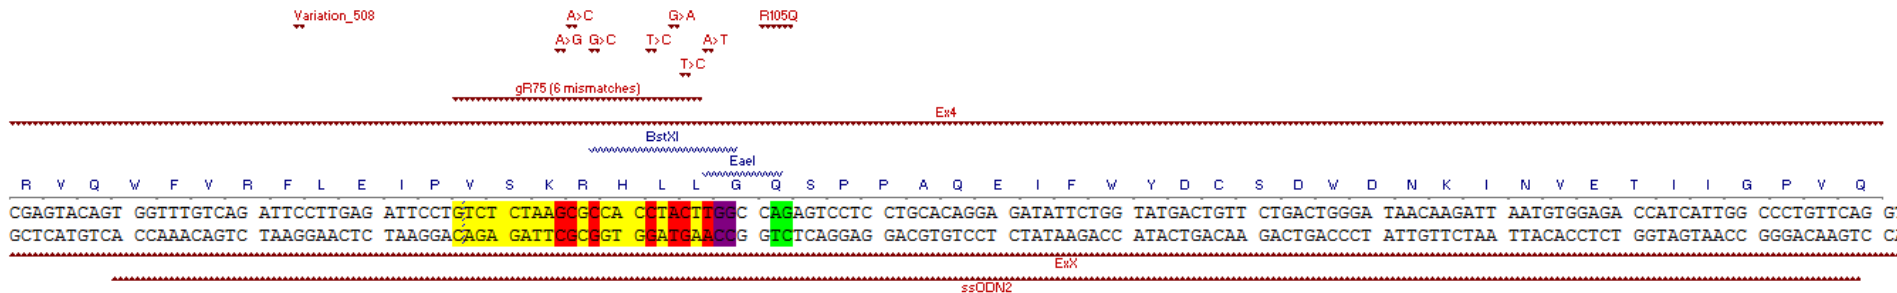 Variation_508 A>C G>A R105Q
A>G G>C T>C A>T
T>C
gR75 (6 mismatches)
Ex4
BstXI
EaeI
R V Q W F V R F L E I P V S K R H L L G Q S P P A Q E I F W Y D C S D W D N K I N V E T I I G P V Q
CGAGTACAGT GGTTTGTCAG ATTCCTTGAG ATTCCTGTCT CTAAGCGCCA CCTACTTGGC CAGAGTCCTC CTGCACAGGA GATATTCTGG TATGACTGTT CTGACTGGGA TAACAAGATT AATGTGGAGA CCATCATTGG CCCTGTTCAG G
GCTCATGTCA CCAAACAGTC TAAGGAACTC TAAGGACAGA GATTCGCGGT GGATGAACCG GTCTCAGGAG GACGTGTCCT CTATAAGACC ATACTGACAA GACTGACCCT ATTGTTCTAA TTACACCTCT GGTAGTAACC GGGACAAGTC C
ExX
ssODN2